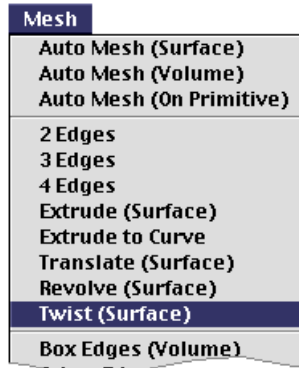 Mesh
Auto Mesh (Surface)
Auto Mesh (Volume)
Auto Mesh (On Primitive)
2 Edges
3 Edges
4 Edges
Extrude (Surface)
Extrude to Curve
Translate (Surface)
Revolve (Surface)
Twist (Surface)
Box Edges (Volume)